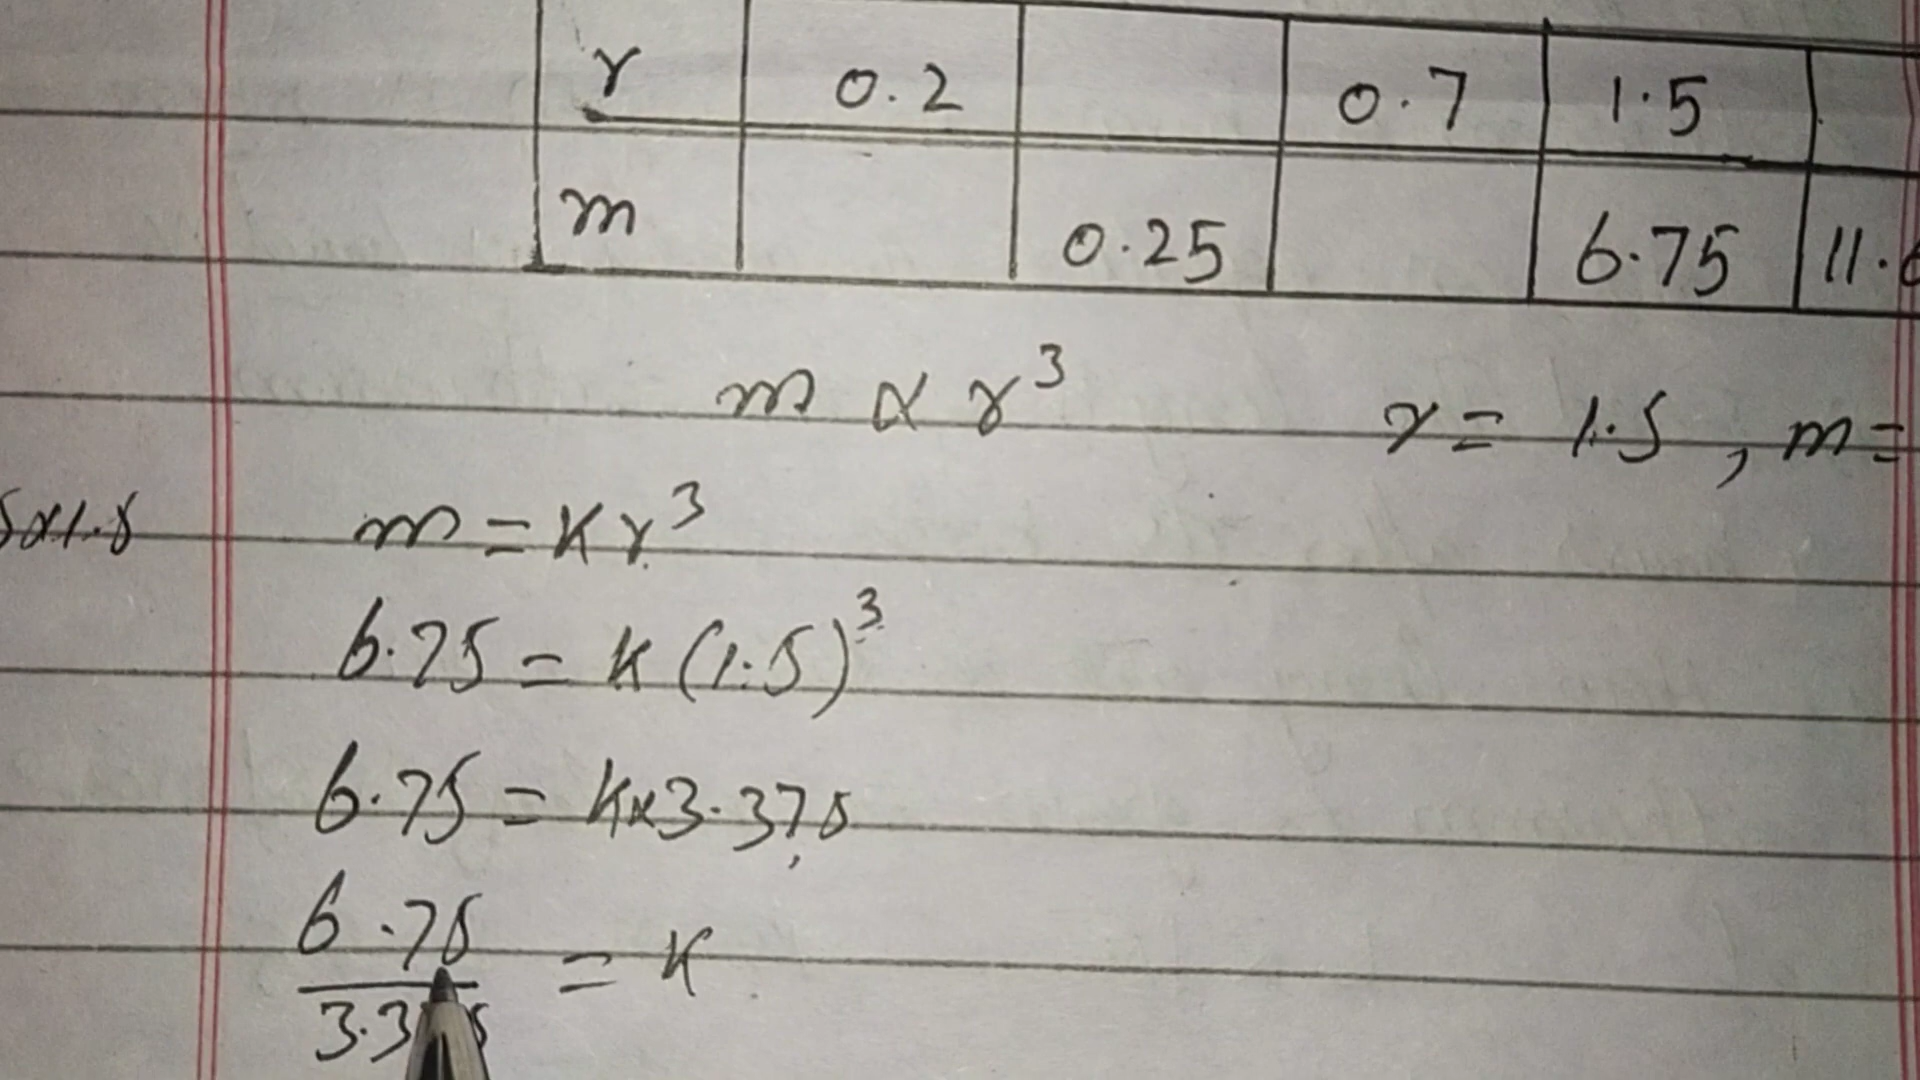 r 0.2 0.7 1.5
m 0.25 6.75 11.6
m ∝ r³ r = 1.5 , m =
m = Kr³
6.75 = K (1.5)³
6.75 = K×3.375
6.75 / 3.3 = K